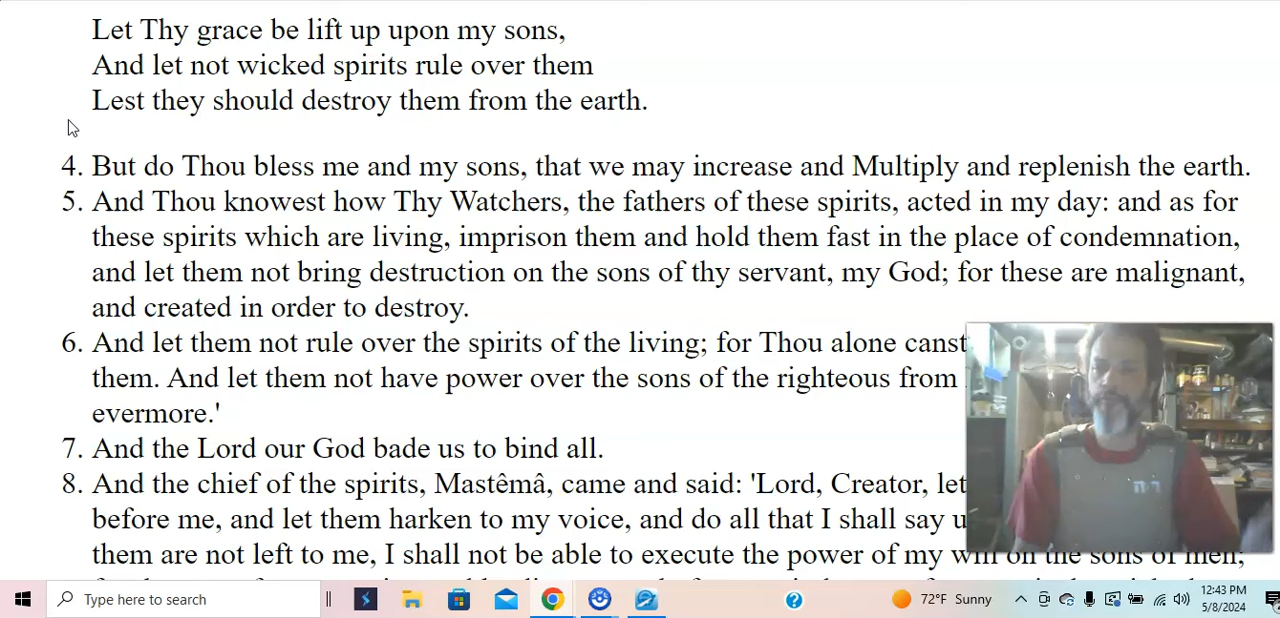 Let Thy grace be lift up upon my sons,
And let not wicked spirits rule over them
Lest they should destroy them from the earth.
4. But do Thou bless me and my sons, that we may increase and Multiply and replenish the earth.
5. And Thou knowest how Thy Watchers, the fathers of these spirits, acted in my day: and as for
these spirits which are living, imprison them and hold them fast in the place of condemnation,
and let them not bring destruction on the sons of thy servant, my God; for these are malignant,
and created in order to destroy.
6. And let them not rule over the spirits of the living; for Thou alone canst
them. And let them not have power over the sons of the righteous from
evermore.'
7. And the Lord our God bade us to bind all.
8. And the chief of the spirits, Mastêmâ, came and said: 'Lord, Creator, let
before me, and let them harken to my voice, and do all that I shall say
them are not left to me, I shall not be able to execute the power of my will on the sons of men;
Type here to search
72°F Sunny
12:43 PM
5/8/2024